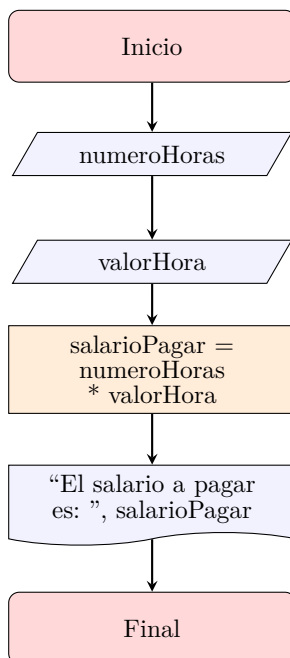 Inicio
numeroHoras
valorHora
salarioPagar =
numeroHoras
* valorHora
“El salario a pagar
es: ”, salarioPagar
Final